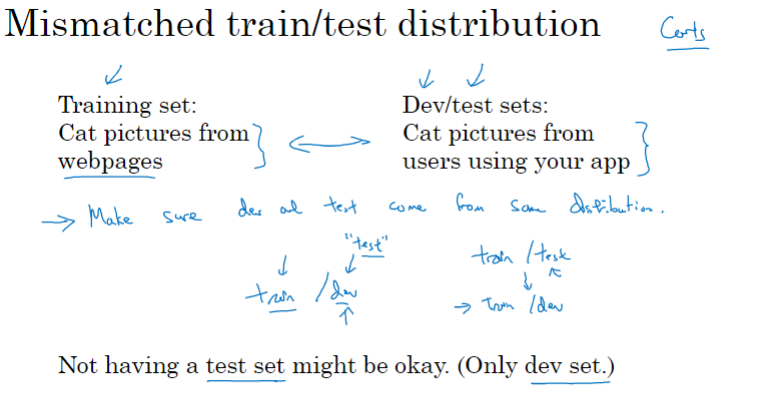 Mismatched train/test distribution
Certs
Training set:
Cat pictures from
webpages
Dev/test sets:
Cat pictures from
users using your app
→ Make sure dev and test come from same distribution.
"test"
train / dev
train / test
→ train / dev
Not having a test set might be okay. (Only dev set.)